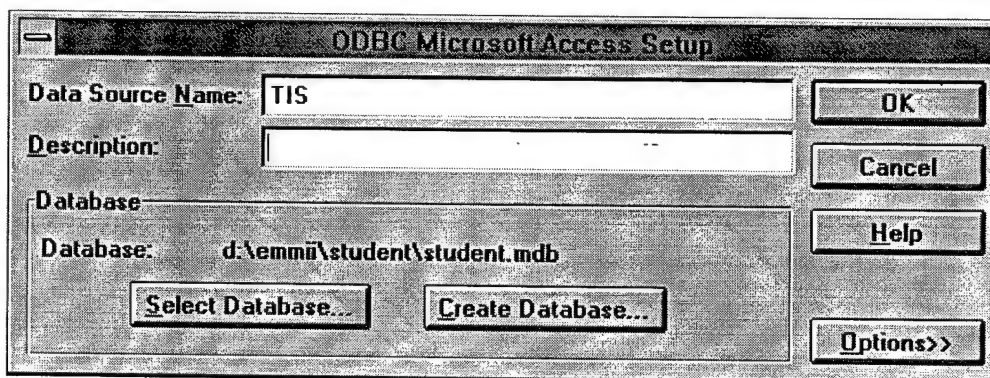 ODBC Microsoft Access Setup
Data Source Name: TIS
OK
Description:
Cancel
Database
Help
Database: d:\emmii\student\student.mdb
Select Database... Create Database...
Options>>